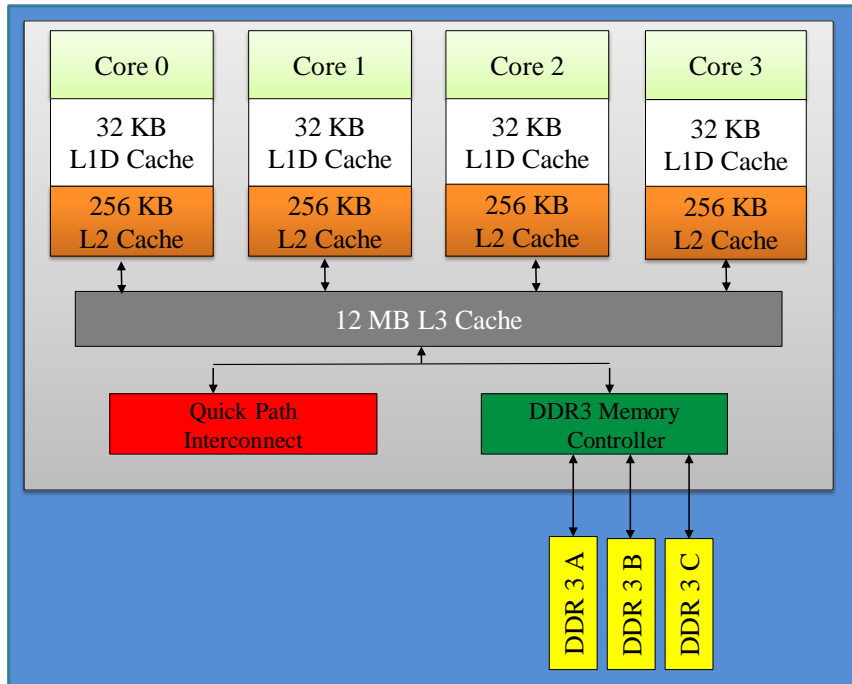 Core 0
Core 1
Core 2
Core 3
32 KB
L1D Cache
32 KB
L1D Cache
32 KB
L1D Cache
32 KB
L1D Cache
256 KB
L2 Cache
256 KB
L2 Cache
256 KB
L2 Cache
256 KB
L2 Cache
12 MB L3 Cache
Quick Path
Interconnect
DDR3 Memory
Controller
DDR 3 A
DDR 3 B
DDR 3 C